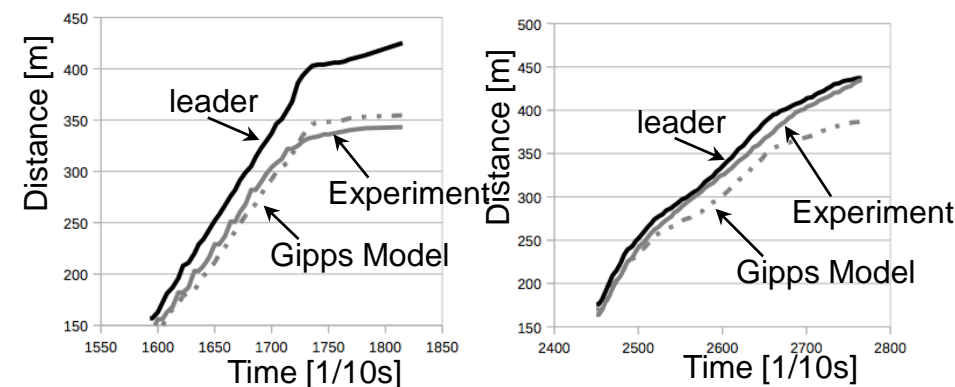 450
400
350
300
250
200
150
1550 1600 1650 1700 1750 1800 1850
Distance [m]
Time [1/10s]
leader
Experiment
Gipps Model
500
450
400
350
300
250
200
150
2400 2500 2600 2700 2800
Distance [m]
Time [1/10s]
leader
Experiment
Gipps Model